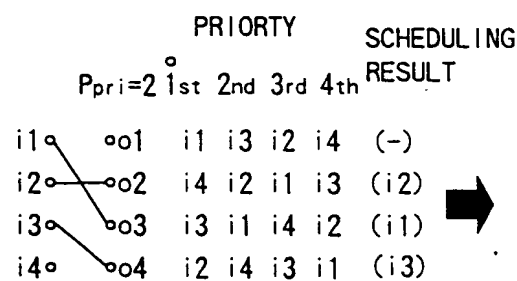 PRIORTY
SCHEDULING
RESULT
Ppri=2 1st 2nd 3rd 4th
i1 o1 i1 i3 i2 i4 (-)
i2 o2 i4 i2 i1 i3 (i2)
i3 o3 i3 i1 i4 i2 (i1)
i4 o4 i2 i4 i3 i1 (i3)